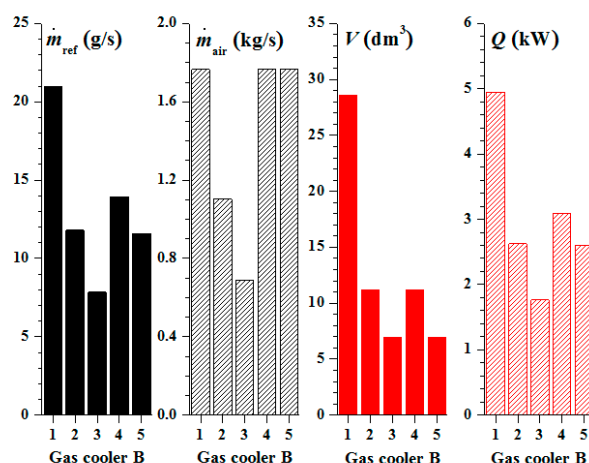 ṁref (g/s)
25
20
15
10
5
0
1 2 3 4 5
Gas cooler B
ṁair (kg/s)
2.0
1.6
1.2
0.8
0.4
0.0
1 2 3 4 5
Gas cooler B
V (dm³)
35
30
25
20
15
10
5
0
1 2 3 4 5
Gas cooler B
Q (kW)
6
5
4
3
2
1
0
1 2 3 4 5
Gas cooler B